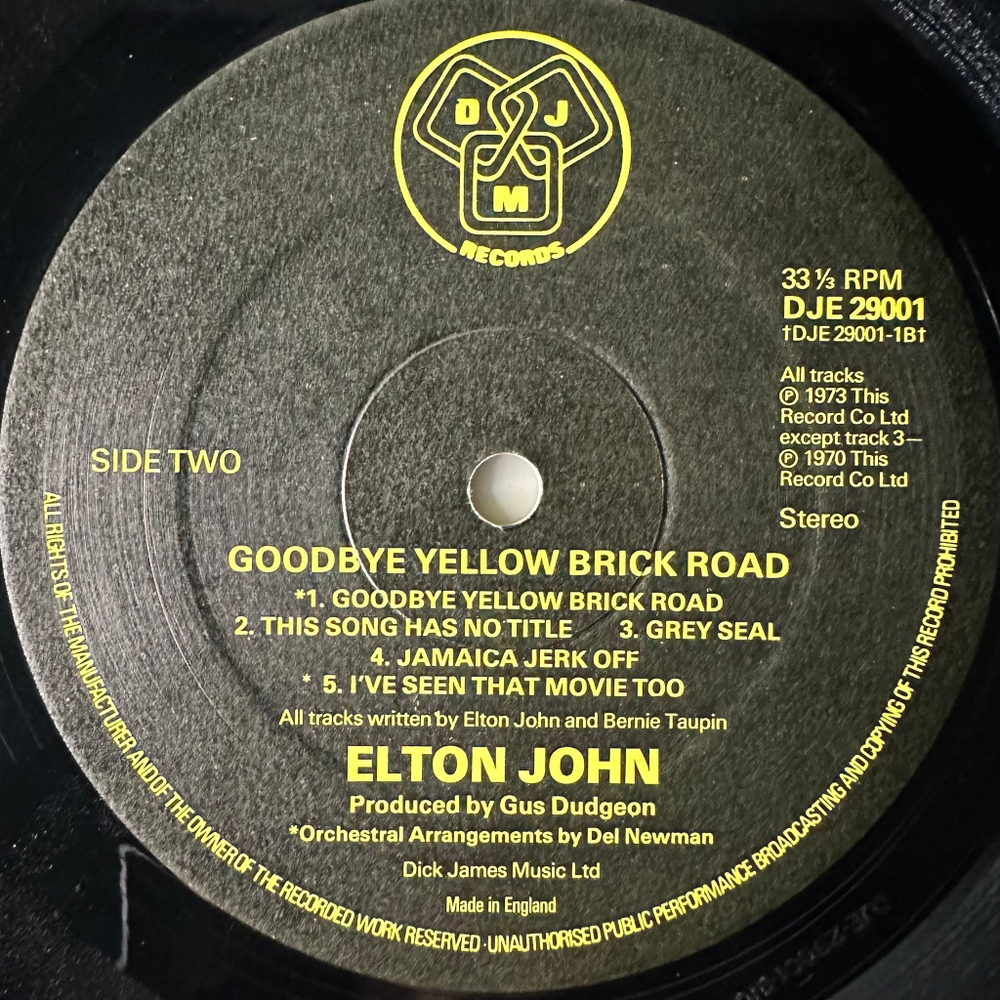 D J
M
RECORDS
33 ⅓ RPM
DJE 29001
†DJE 29001-1B†
All tracks
℗ 1973 This
Record Co Ltd
except track 3—
℗ 1970 This
Record Co Ltd
SIDE TWO
Stereo
GOODBYE YELLOW BRICK ROAD
*1. GOODBYE YELLOW BRICK ROAD
2. THIS SONG HAS NO TITLE 3. GREY SEAL
4. JAMAICA JERK OFF
* 5. I'VE SEEN THAT MOVIE TOO
All tracks written by Elton John and Bernie Taupin
ELTON JOHN
Produced by Gus Dudgeon
*Orchestral Arrangements by Del Newman
Dick James Music Ltd
Made in England
ALL RIGHTS OF THE MANUFACTURER AND OF THE OWNER OF THE RECORDED WORK RESERVED · UNAUTHORISED PUBLIC PERFORMANCE BROADCASTING AND COPYING OF THIS RECORD PROHIBITED